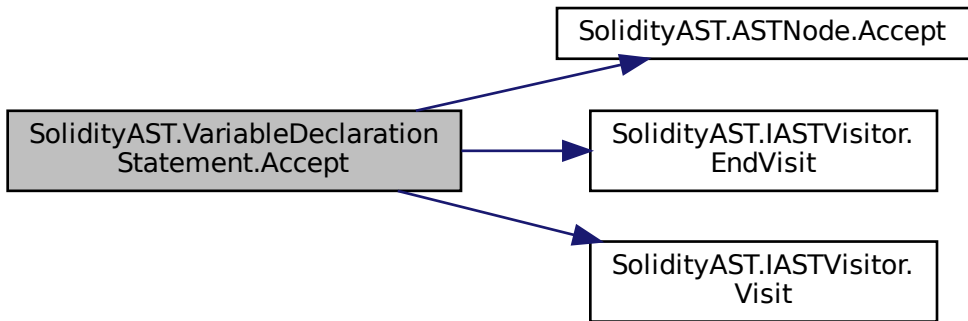 SolidityAST.ASTNode.Accept
SolidityAST.VariableDeclaration
Statement.Accept
SolidityAST.IASTVisitor.
EndVisit
SolidityAST.IASTVisitor.
Visit